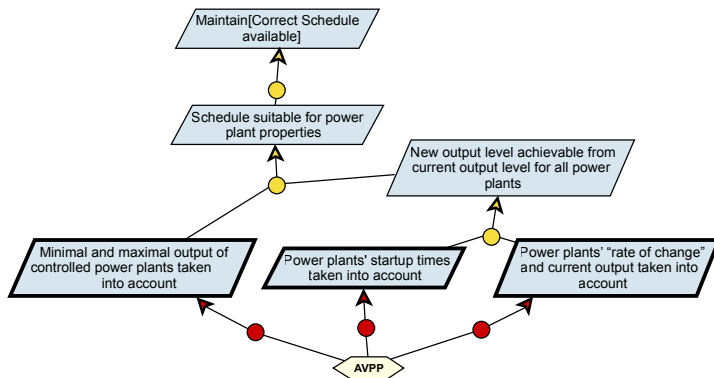 Maintain[Correct Schedule
available]
Schedule suitable for power
plant properties
New output level achievable from
current output level for all power
plants
Minimal and maximal output of
controlled power plants taken
into account
Power plants' startup times
taken into account
Power plants' “rate of change”
and current output taken into
account
AVPP